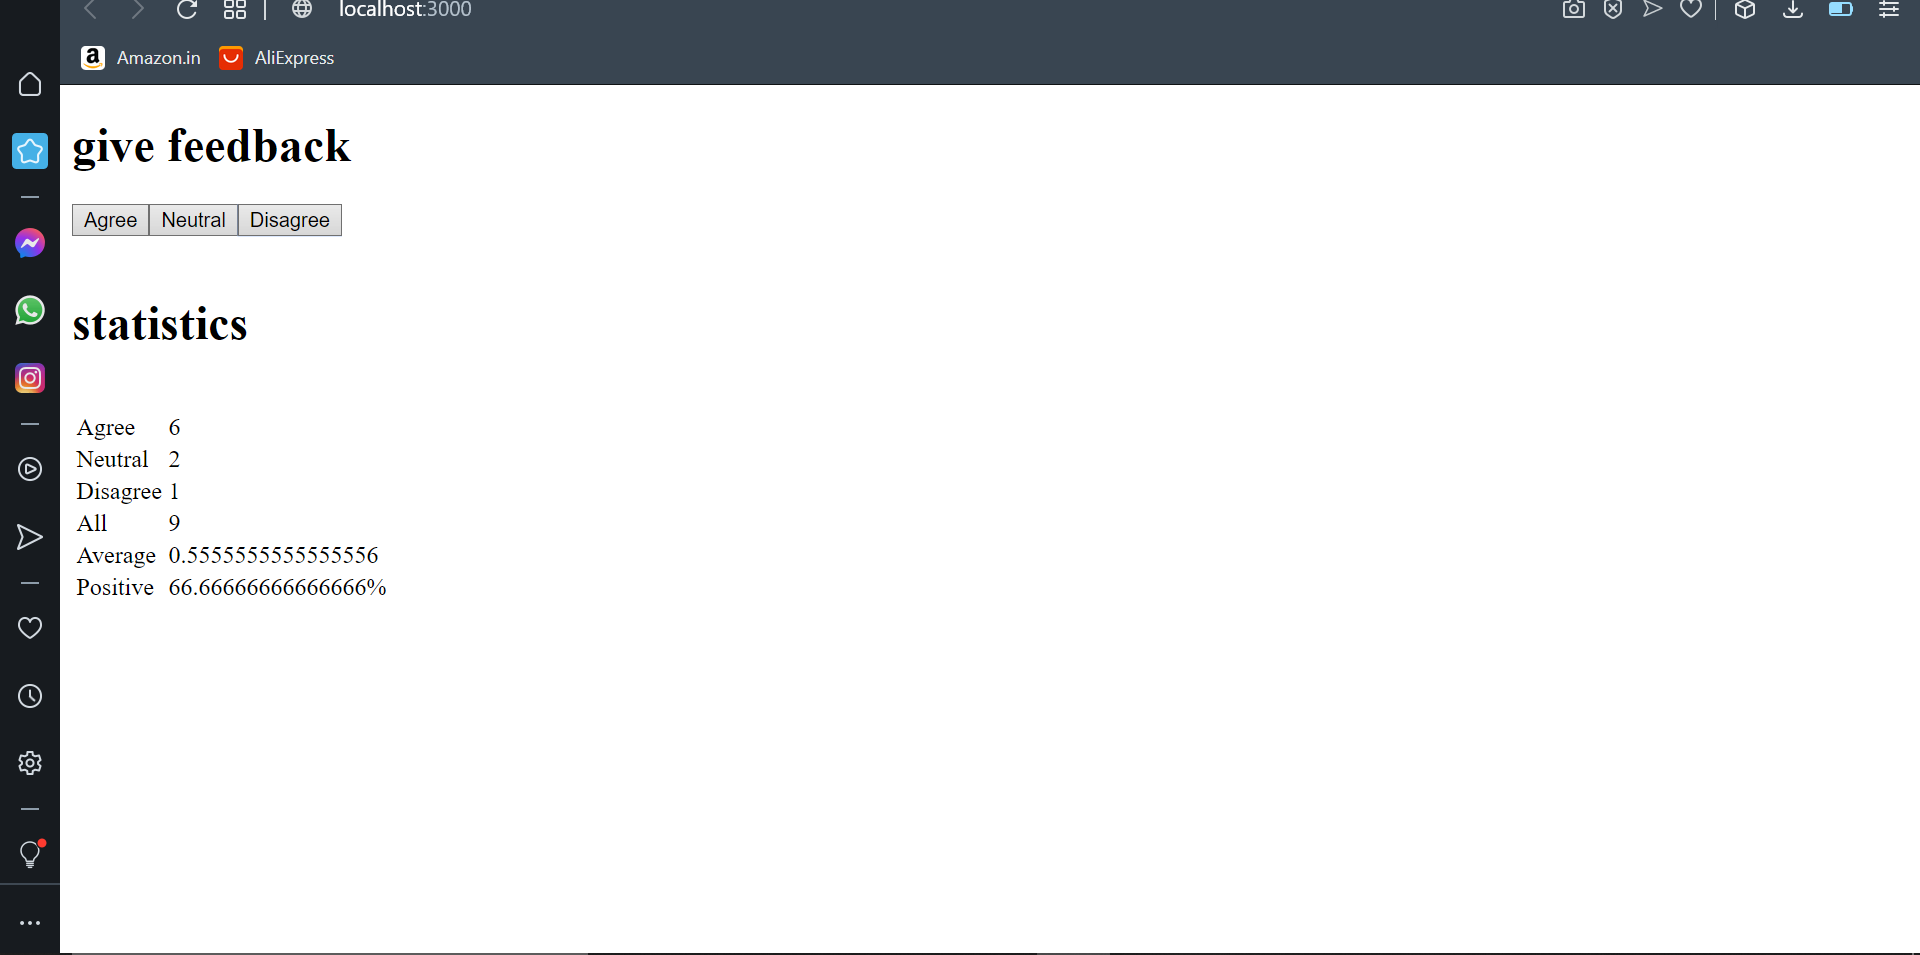 localhost:3000
Amazon.in AliExpress
give feedback
Agree Neutral Disagree
statistics
Agree 6
Neutral 2
Disagree 1
All 9
Average 0.5555555555555556
Positive 66.66666666666666%